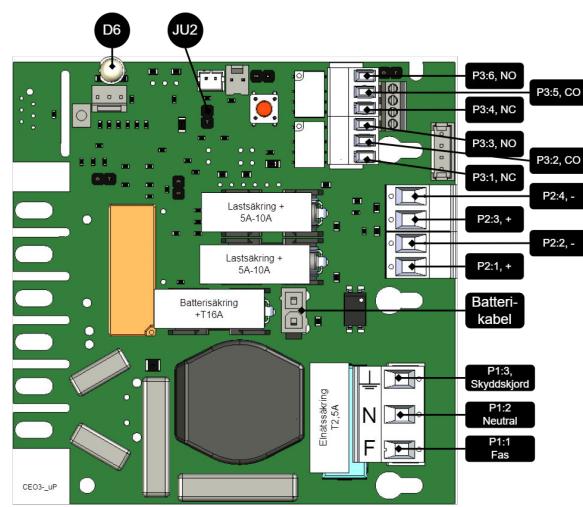 D6
JU2
P3:6, NO
P3:5, CO
P3:4, NC
P3:3, NO
P3:2, CO
P3:1, NC
P2:4, -
P2:3, +
P2:2, -
P2:1, +
Lastsäkring +
5A-10A
Lastsäkring +
5A-10A
Batterisäkring
+T16A
Batteri-
kabel
Elnätssäkring
T2,5A
N
F
P1:3,
Skyddskjord
P1:2
Neutral
P1:1
Fas
CEO3-_uP